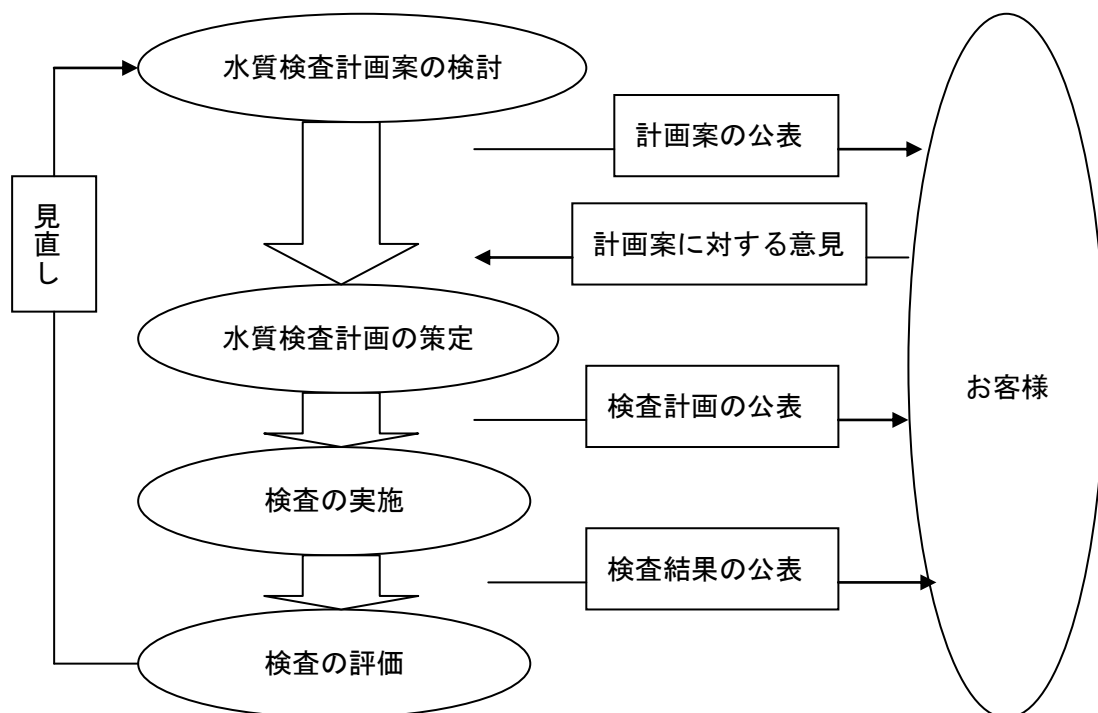 水質検査計画案の検討
計画案の公表
見直し
計画案に対する意見
水質検査計画の策定
お客様
検査計画の公表
検査の実施
検査結果の公表
検査の評価